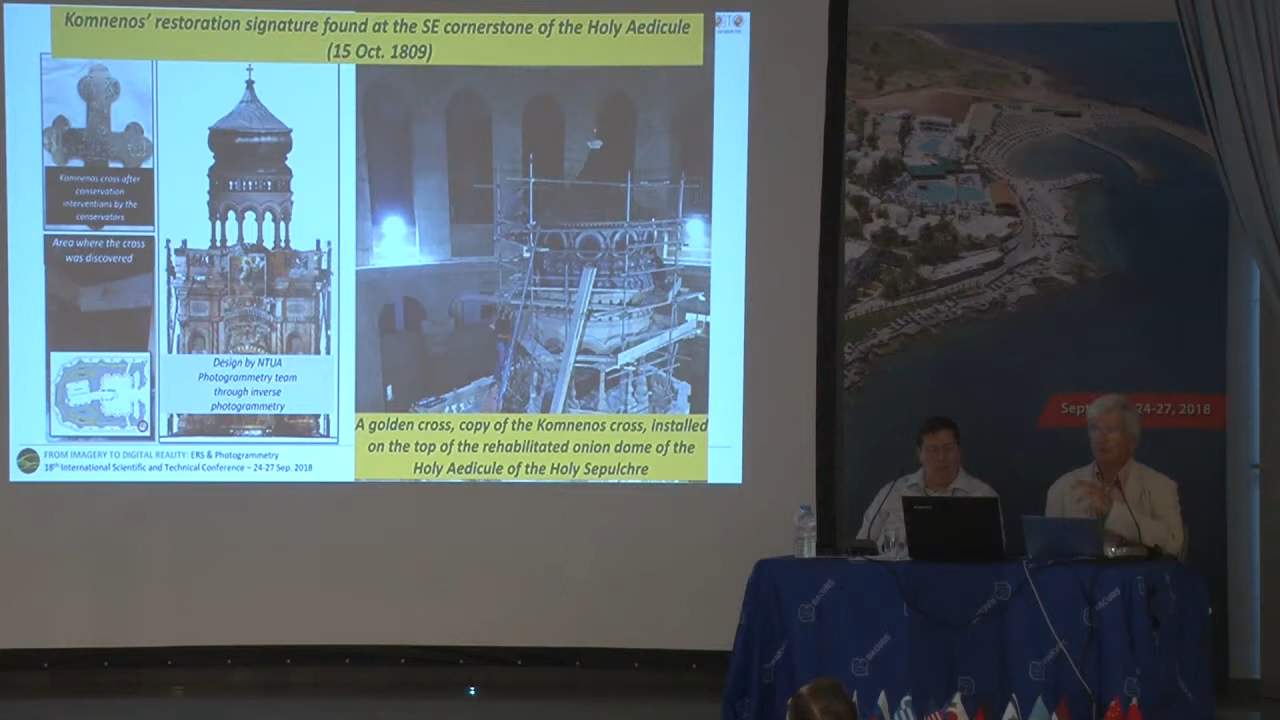 Komnenos' restoration signature found at the SE cornerstone of the Holy Aedicule
(15 Oct. 1809)
Komnenos cross after
conservation
interventions by the
conservators
Area where the cross
was discovered
Design by NTUA
Photogrammetry team
through inverse
photogrammetry
A golden cross, copy of the Komnenos cross, installed
on the top of the rehabilitated onion dome of the
Holy Aedicule of the Holy Sepulchre
FROM IMAGERY TO DIGITAL REALITY: ERS & Photogrammetry
18th International Scientific and Technical Conference – 24-27 Sep. 2018
24-27, 2018
RACURS